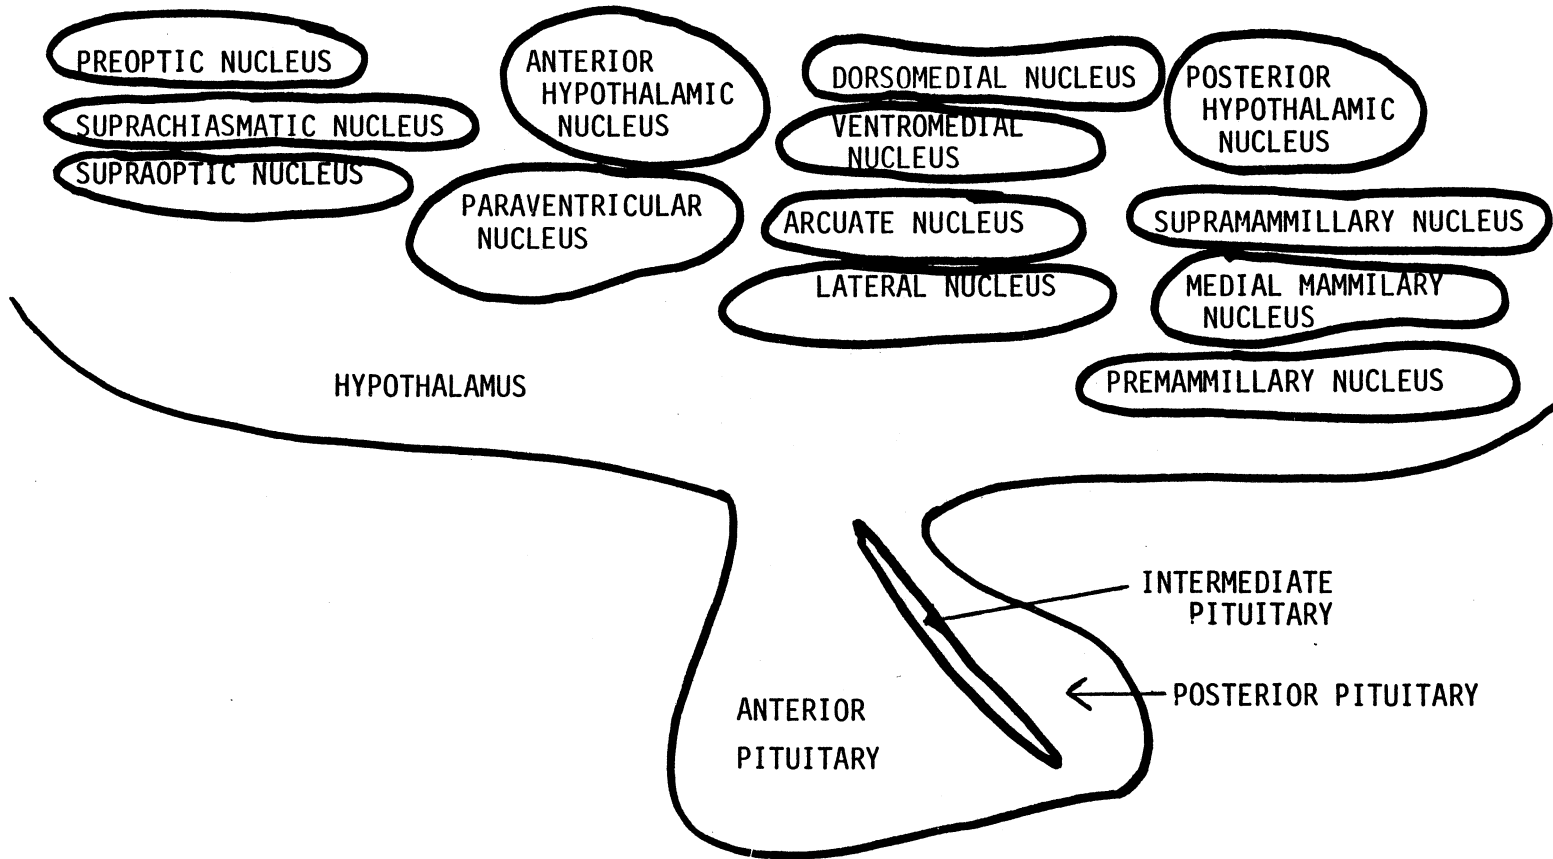 PREOPTIC NUCLEUS
SUPRACHIASMATIC NUCLEUS
SUPRAOPTIC NUCLEUS
ANTERIOR
HYPOTHALAMIC
NUCLEUS
PARAVENTRICULAR
NUCLEUS
DORSOMEDIAL NUCLEUS
VENTROMEDIAL
NUCLEUS
ARCUATE NUCLEUS
LATERAL NUCLEUS
POSTERIOR
HYPOTHALAMIC
NUCLEUS
SUPRAMAMMILLARY NUCLEUS
MEDIAL MAMMILARY
NUCLEUS
PREMAMMILLARY NUCLEUS
HYPOTHALAMUS
INTERMEDIATE
PITUITARY
POSTERIOR PITUITARY
ANTERIOR
PITUITARY